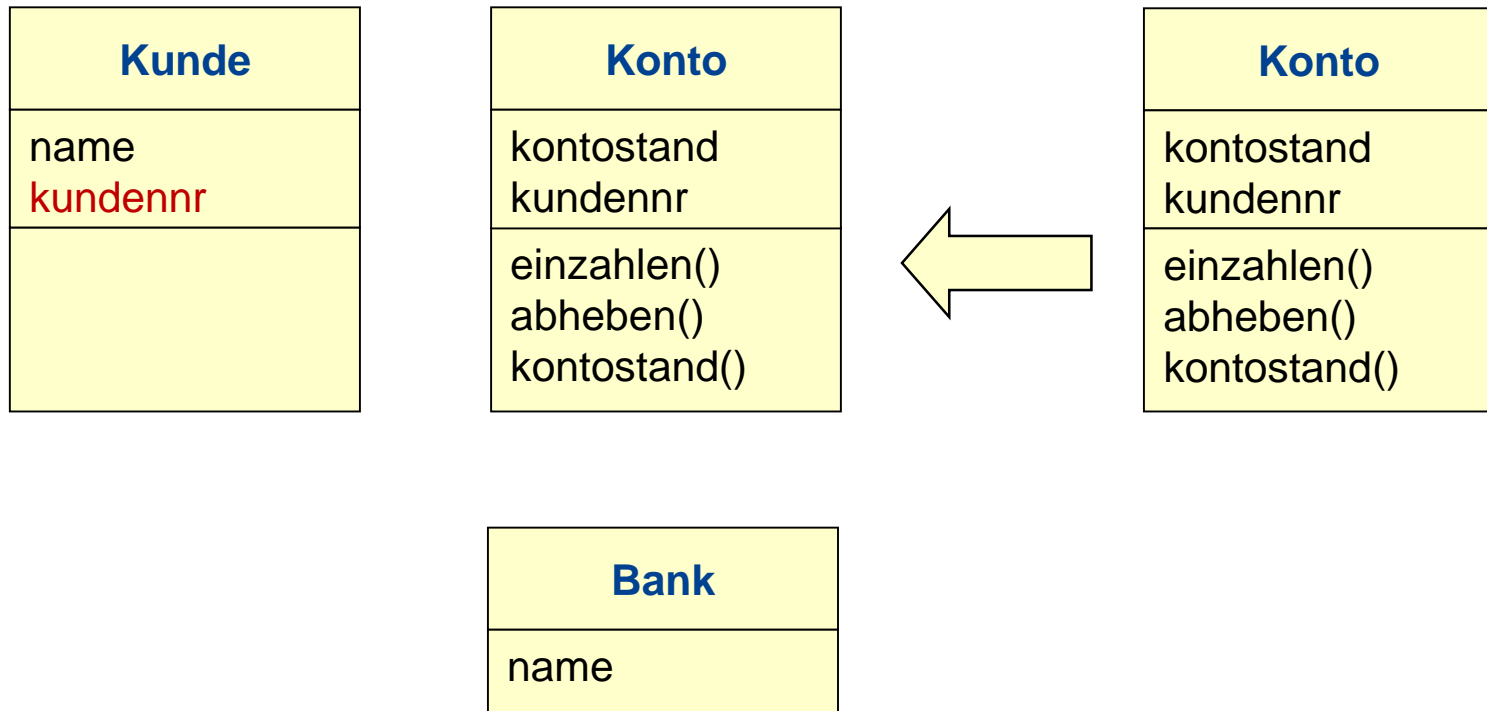 Kunde
name
kundennr
Konto
kontostand
kundennr
einzahlen()
abheben()
kontostand()
Konto
kontostand
kundennr
einzahlen()
abheben()
kontostand()
Bank
name